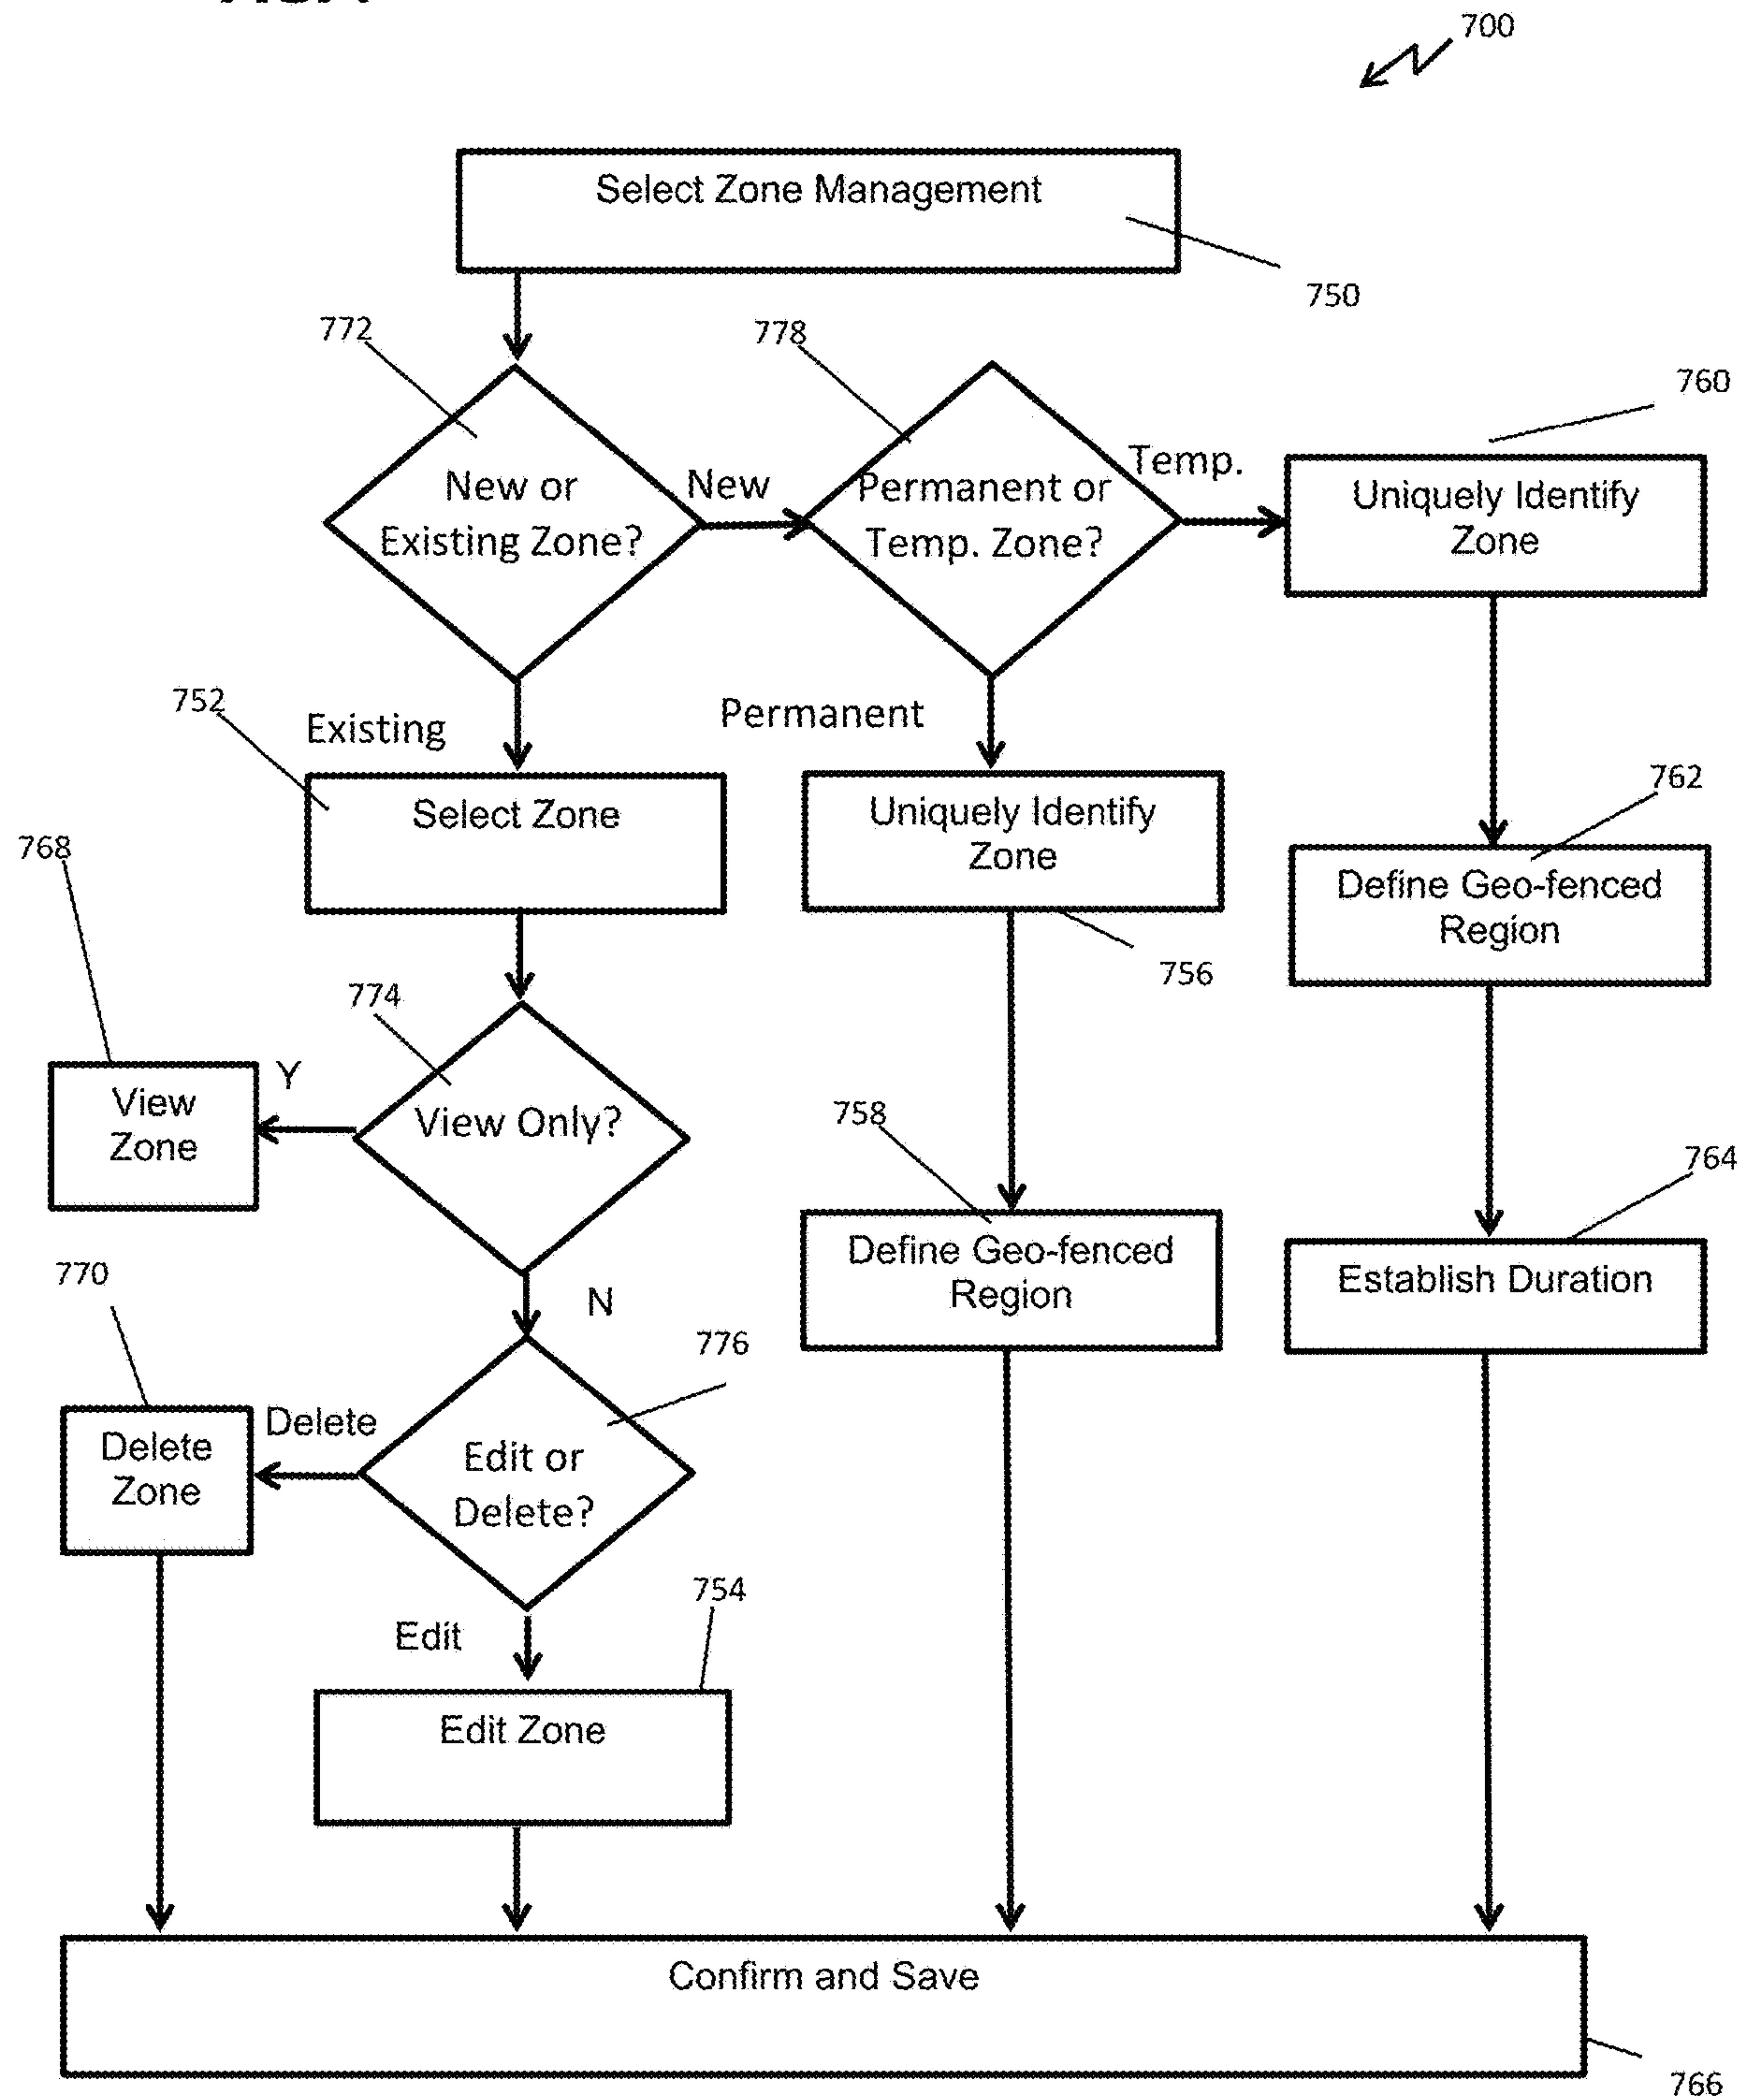 700
Select Zone Management
750
772
778
760
New or
Existing Zone?
New
Permanent or
Temp. Zone?
Temp.
Uniquely Identify
Zone
752
Existing
Permanent
Select Zone
Uniquely Identify
Zone
756
762
Define Geo-fenced
Region
768
774
View
Zone
Y
View Only?
758
Define Geo-fenced
Region
764
Establish Duration
N
770
776
Delete
Zone
Delete
Edit or
Delete?
754
Edit
Edit Zone
Confirm and Save
766